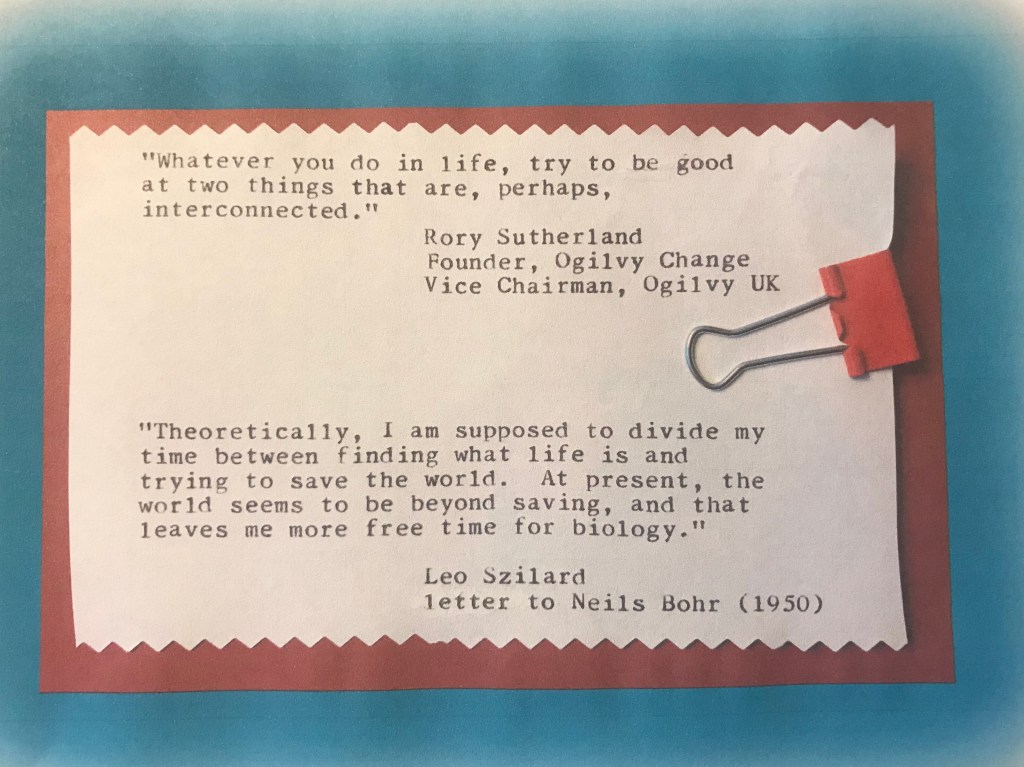 "Whatever you do in life, try to be good
at two things that are, perhaps,
interconnected."
Rory Sutherland
Founder, Ogilvy Change
Vice Chairman, Ogilvy UK
"Theoretically, I am supposed to divide my
time between finding what life is and
trying to save the world.  At present, the
world seems to be beyond saving, and that
leaves me more free time for biology."
Leo Szilard
letter to Neils Bohr (1950)